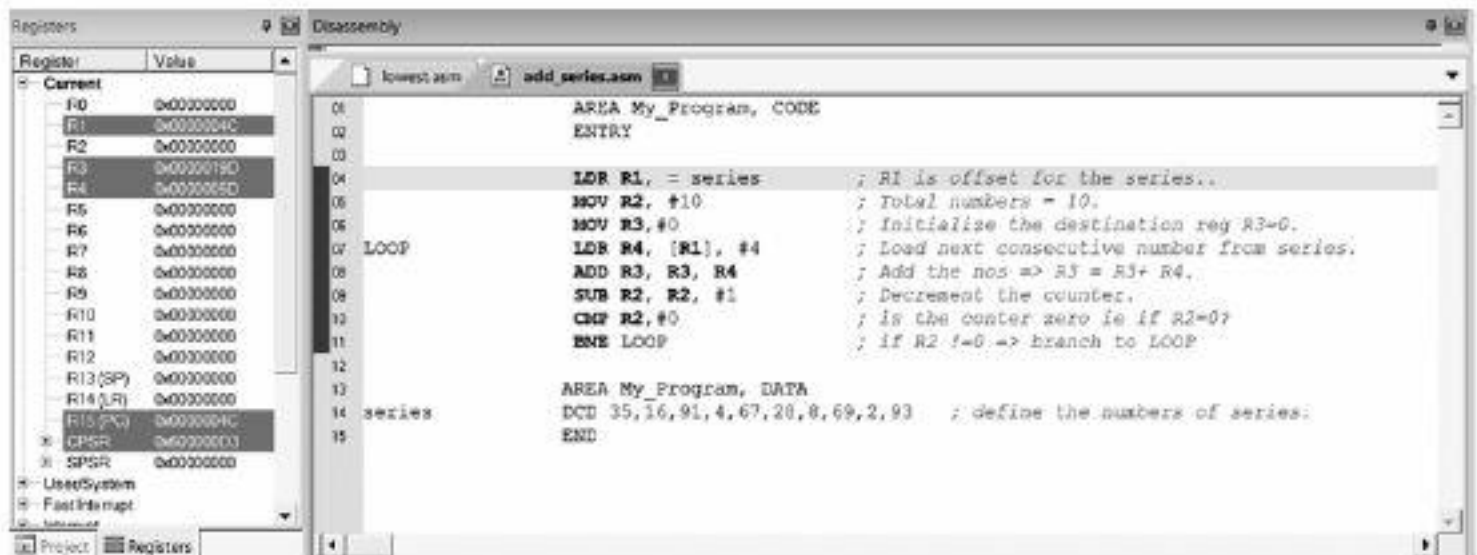 Registers
Register Value
Current
R0 0x00000000
R1 0x0000004C
R2 0x00000000
R3 0x0000019D
R4 0x0000005D
R5 0x00000000
R6 0x00000000
R7 0x00000000
R8 0x00000000
R9 0x00000000
R10 0x00000000
R11 0x00000000
R12 0x00000000
R13 (SP) 0x00000000
R14 (LR) 0x00000000
R15 (PC) 0x0000004C
CPSR 0x600000D3
SPSR 0x00000000
User/System
Fast Interrupt
Project Registers
Disassembly
lowest.asm add_series.asm
01 AREA My_Program, CODE
02 ENTRY
03
04 LDR R1, = series ; R1 is offset for the series..
05 MOV R2, #10 ; Total numbers = 10.
06 MOV R3,#0 ; Initialize the destination reg R3=0.
07 LOOP LDR R4, [R1], #4 ; Load next consecutive number from series.
08 ADD R3, R3, R4 ; Add the nos => R3 = R3+ R4.
09 SUB R2, R2, #1 ; Decrement the counter.
10 CMP R2,#0 ; is the conter zero ie if R2=0?
11 BNE LOOP ; if R2 !=0 => branch to LOOP
12
13 AREA My_Program, DATA
14 series DCD 35,16,91,4,67,28,8,69,2,93 ; define the numbers of series.
15 END